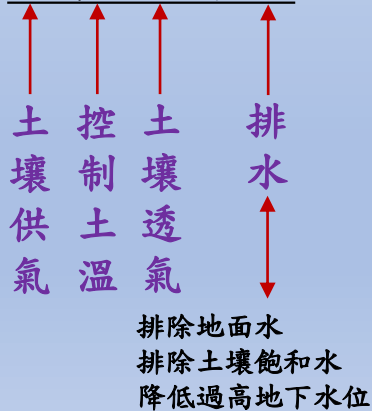 土壤供氣
控制土溫
土壤透氣
排水
排除地面水
排除土壤飽和水
降低過高地下水位